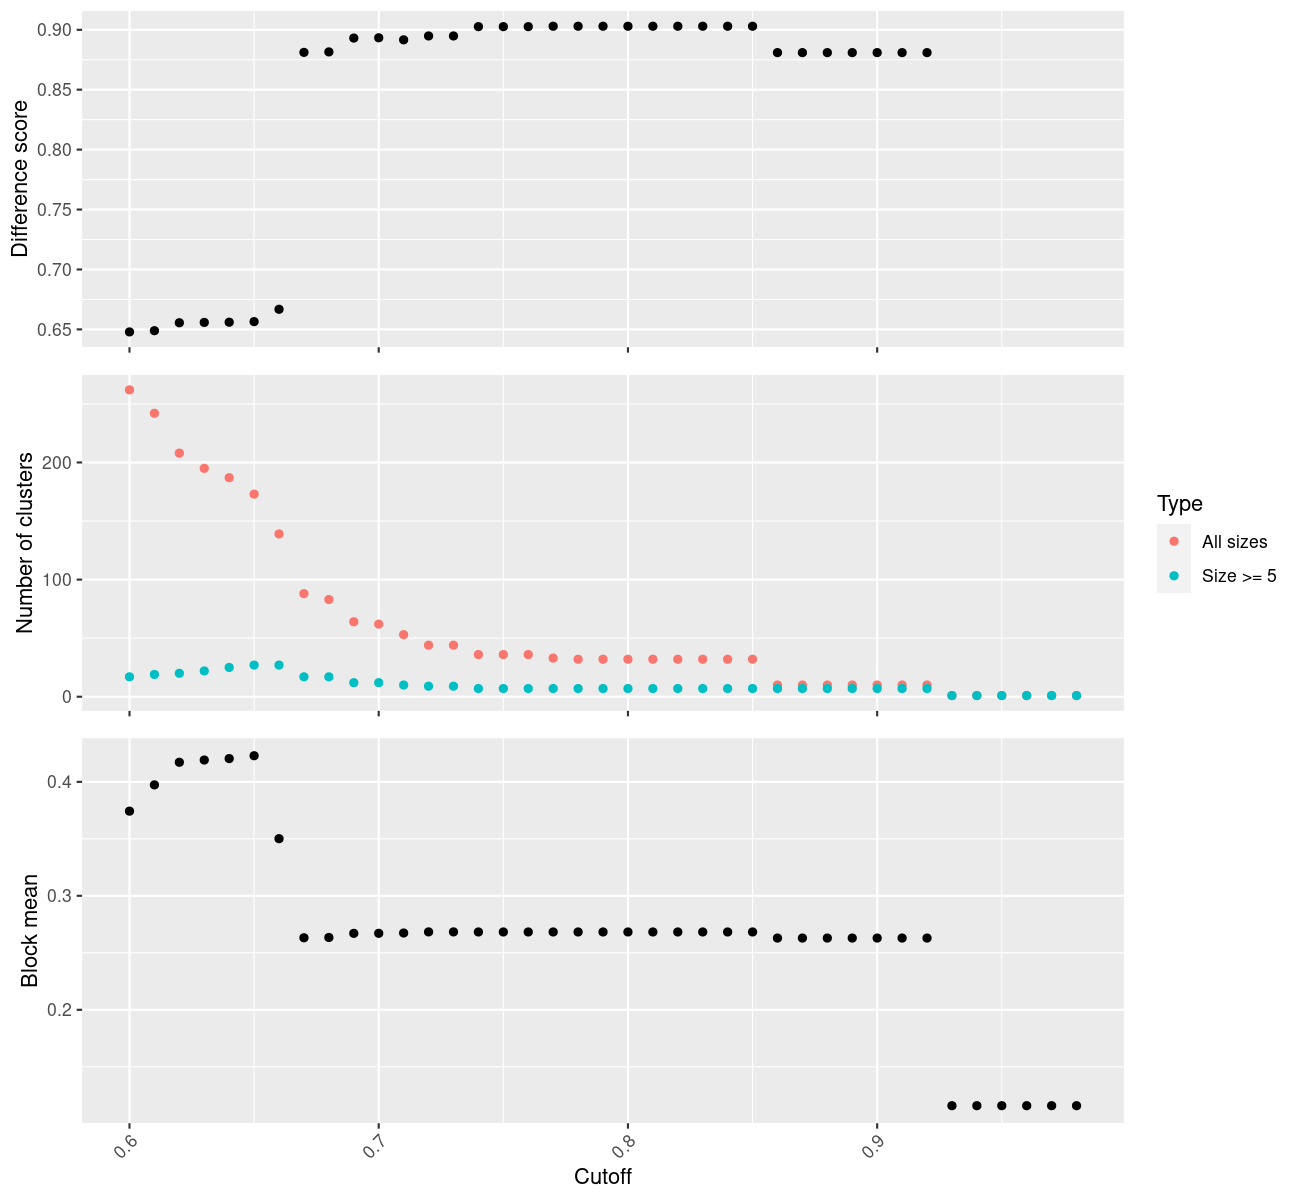 Difference score
0.90
0.85
0.80
0.75
0.70
0.65
Number of clusters
200
100
0
Type
All sizes
Size >= 5
Block mean
0.4
0.3
0.2
0.6
0.7
0.8
0.9
Cutoff